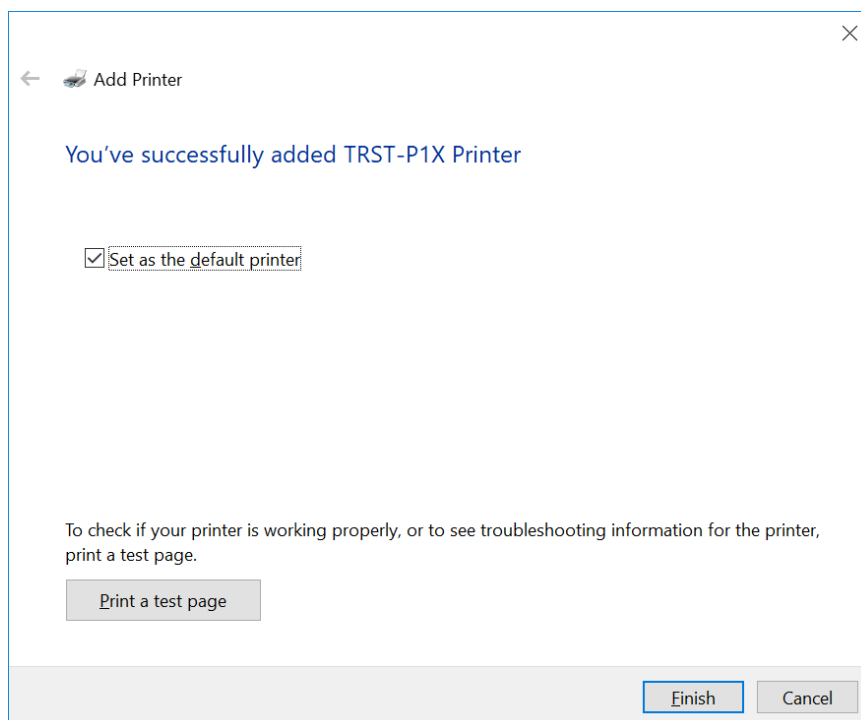 Add Printer
You've successfully added TRST-P1X Printer
Set as the default printer
To check if your printer is working properly, or to see troubleshooting information for the printer,
print a test page.
Print a test page
Finish Cancel